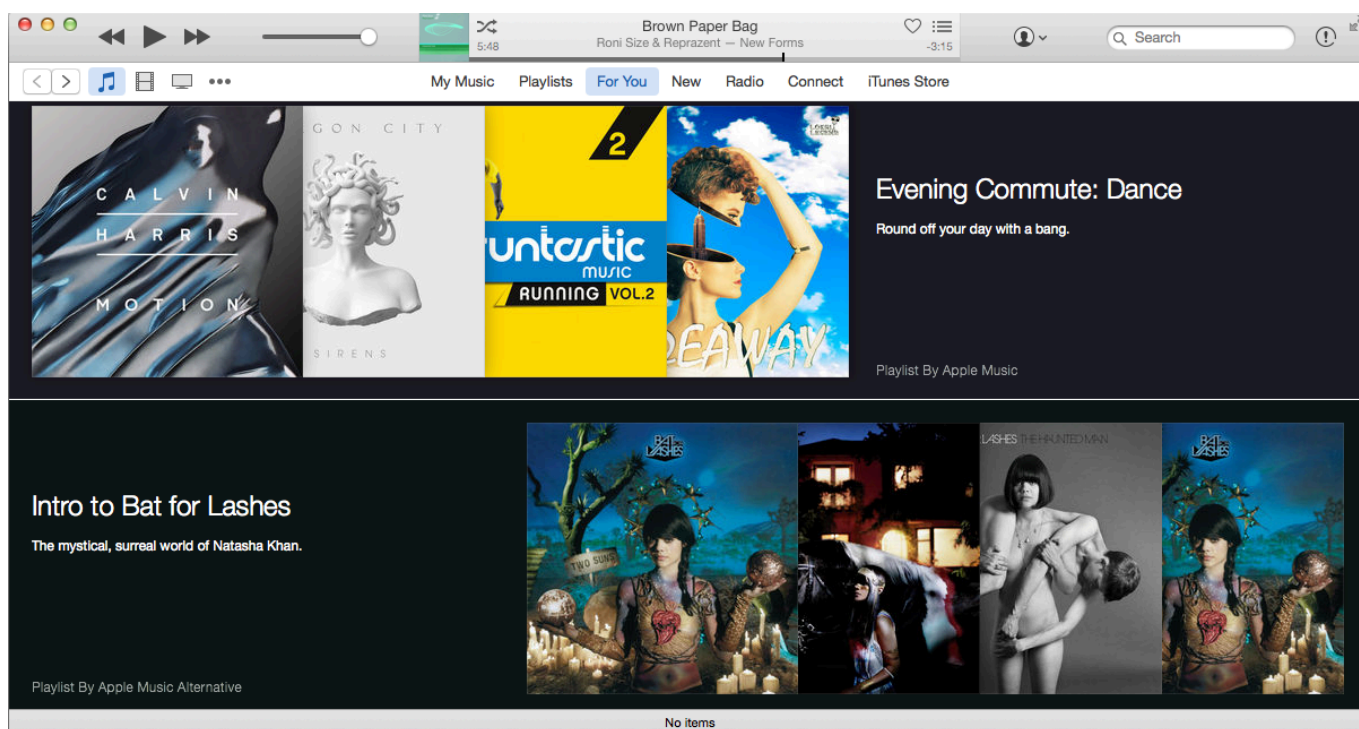 Brown Paper Bag
Roni Size & Reprazent — New Forms
5:48
-3:15
Search
My Music Playlists For You New Radio Connect iTunes Store
CALVIN
HARRIS
MOTION
GON CITY
SIRENS
2
untastic
MUSIC
RUNNING VOL.2
EAWAY
Evening Commute: Dance
Round off your day with a bang.
Playlist By Apple Music
Intro to Bat for Lashes
The mystical, surreal world of Natasha Khan.
Playlist By Apple Music Alternative
BAT FOR LASHES
TWO SUNS
LASHES THE HAUNTED MAN
BAT FOR LASHES
No items